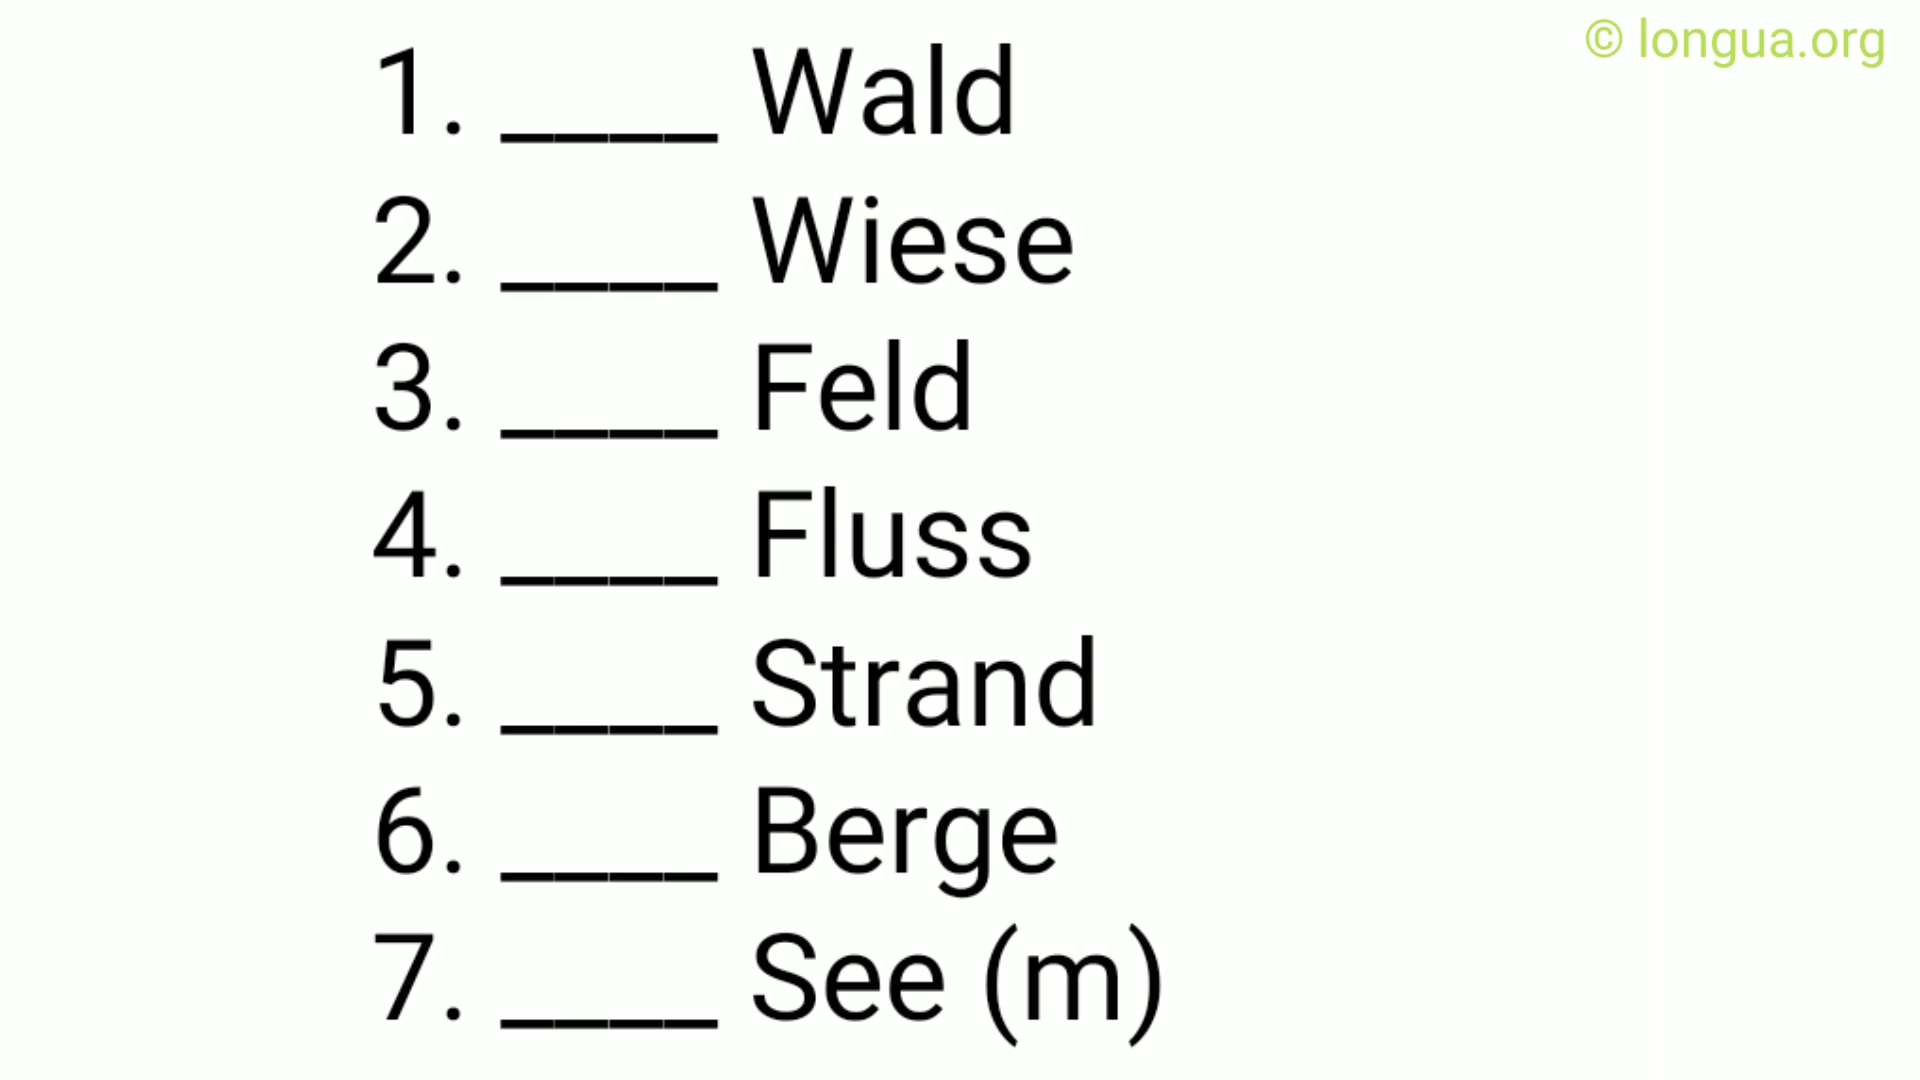 © longua.org
1. ____ Wald
2. ____ Wiese
3. ____ Feld
4. ____ Fluss
5. ____ Strand
6. ____ Berge
7. ____ See (m)